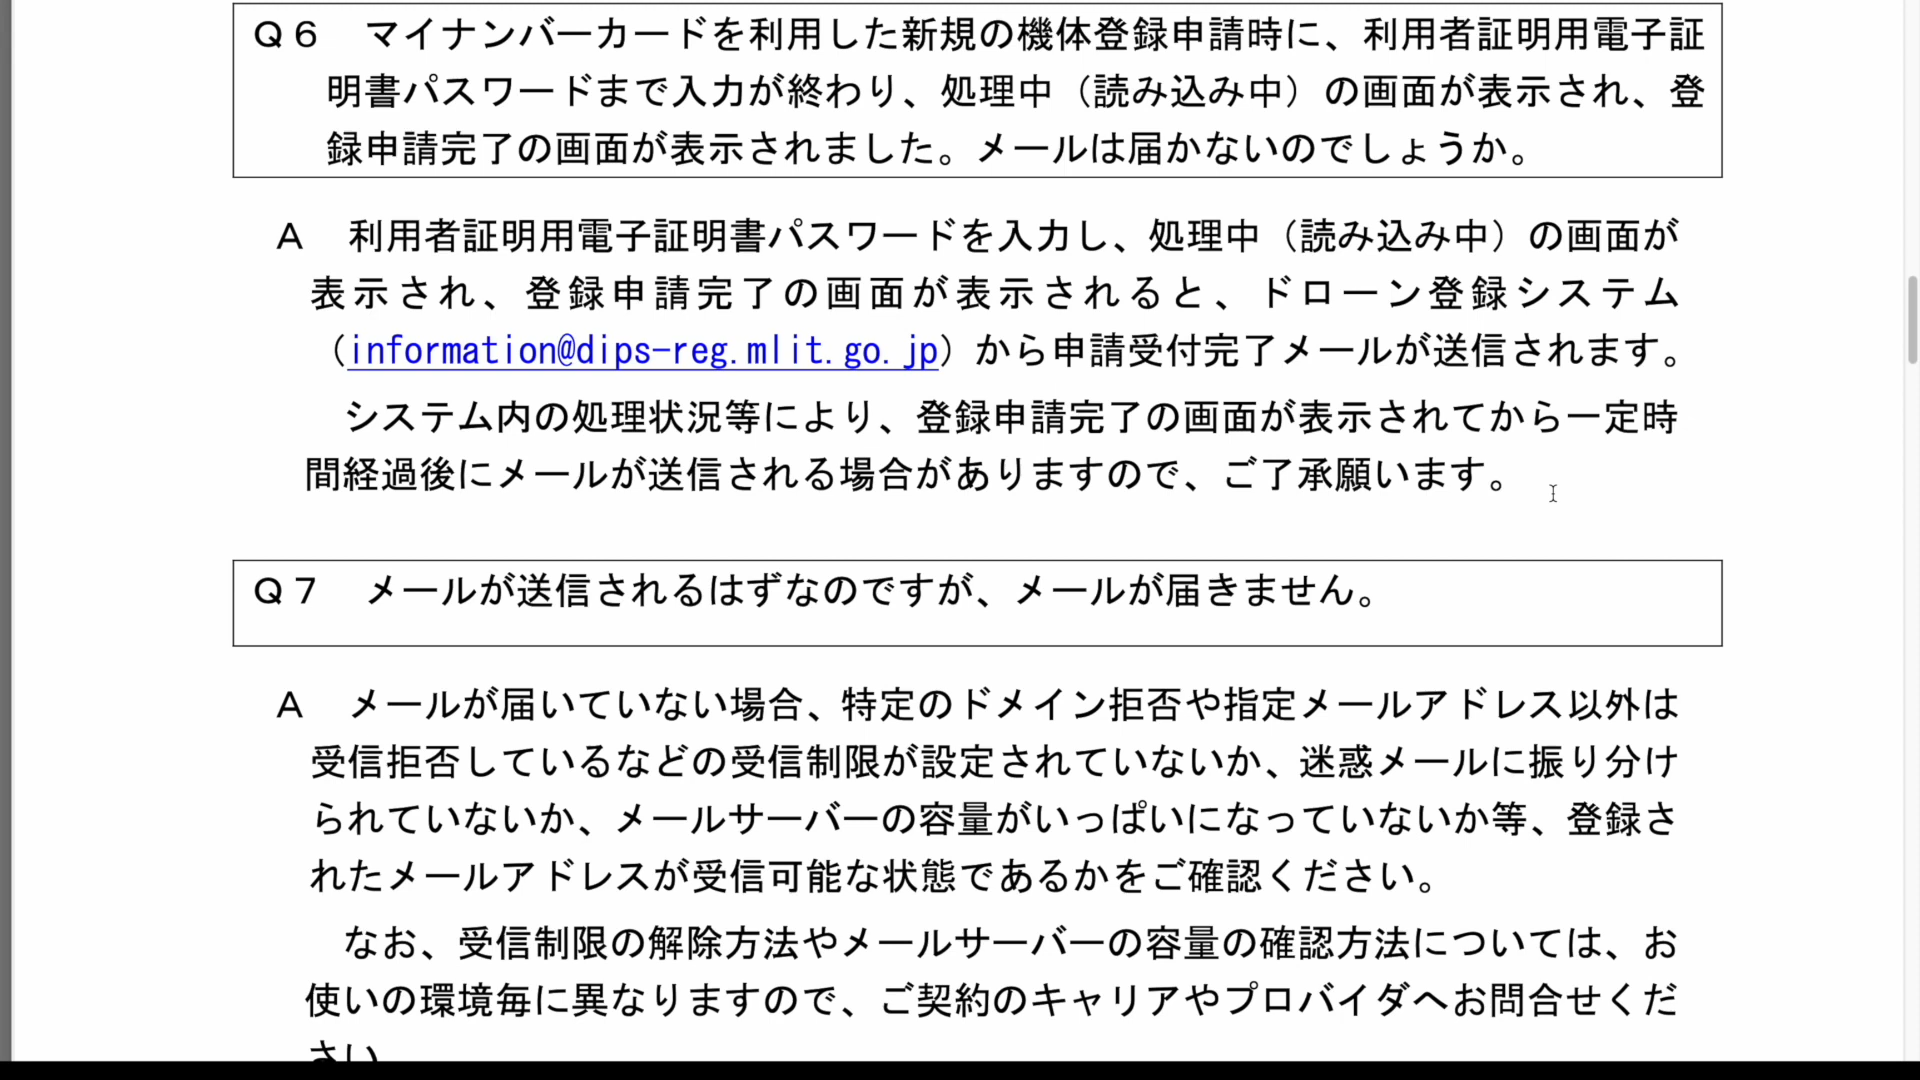 Q6　マイナンバーカードを利用した新規の機体登録申請時に、利用者証明用電子証
明書パスワードまで入力が終わり、処理中（読み込み中）の画面が表示され、登
録申請完了の画面が表示されました。メールは届かないのでしょうか。
A　利用者証明用電子証明書パスワードを入力し、処理中（読み込み中）の画面が
表示され、登録申請完了の画面が表示されると、ドローン登録システム
（information@dips-reg.mlit.go.jp）から申請受付完了メールが送信されます。
システム内の処理状況等により、登録申請完了の画面が表示されてから一定時
間経過後にメールが送信される場合がありますので、ご了承願います。
Q7　メールが送信されるはずなのですが、メールが届きません。
A　メールが届いていない場合、特定のドメイン拒否や指定メールアドレス以外は
受信拒否しているなどの受信制限が設定されていないか、迷惑メールに振り分け
られていないか、メールサーバーの容量がいっぱいになっていないか等、登録さ
れたメールアドレスが受信可能な状態であるかをご確認ください。
なお、受信制限の解除方法やメールサーバーの容量の確認方法については、お
使いの環境毎に異なりますので、ご契約のキャリアやプロバイダへお問合せくだ
さい